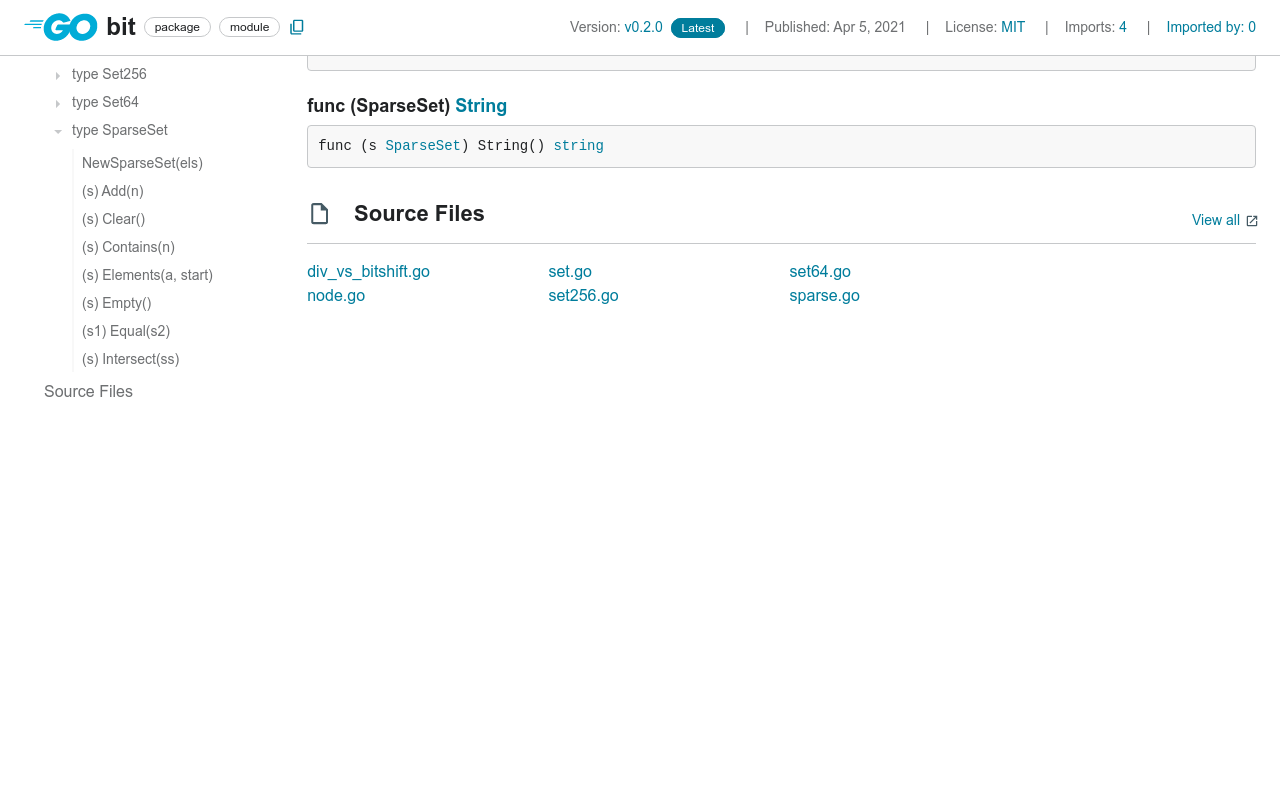 GO bit package module Version: v0.2.0 Latest | Published: Apr 5, 2021 | License: MIT | Imports: 4 | Imported by: 0
type Set256
type Set64
type SparseSet
NewSparseSet(els)
(s) Add(n)
(s) Clear()
(s) Contains(n)
(s) Elements(a, start)
(s) Empty()
(s1) Equal(s2)
(s) Intersect(ss)
Source Files
func (SparseSet) String
func (s SparseSet) String() string
Source Files
View all
div_vs_bitshift.go set.go set64.go
node.go set256.go sparse.go